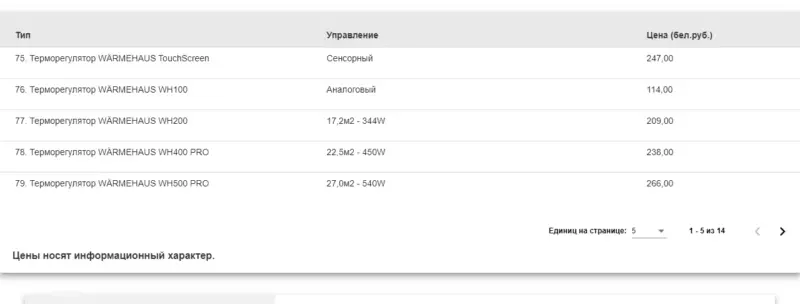 Тип Управление Цена (бел.руб.)
75. Терморегулятор WÄRMEHAUS TouchScreen Сенсорный 247,00
76. Терморегулятор WÄRMEHAUS WH100 Аналоговый 114,00
77. Терморегулятор WÄRMEHAUS WH200 17,2м2 - 344W 209,00
78. Терморегулятор WÄRMEHAUS WH400 PRO 22,5м2 - 450W 238,00
79. Терморегулятор WÄRMEHAUS WH500 PRO 27,0м2 - 540W 266,00
Единиц на странице: 5 1 - 5 из 14
Цены носят информационный характер.